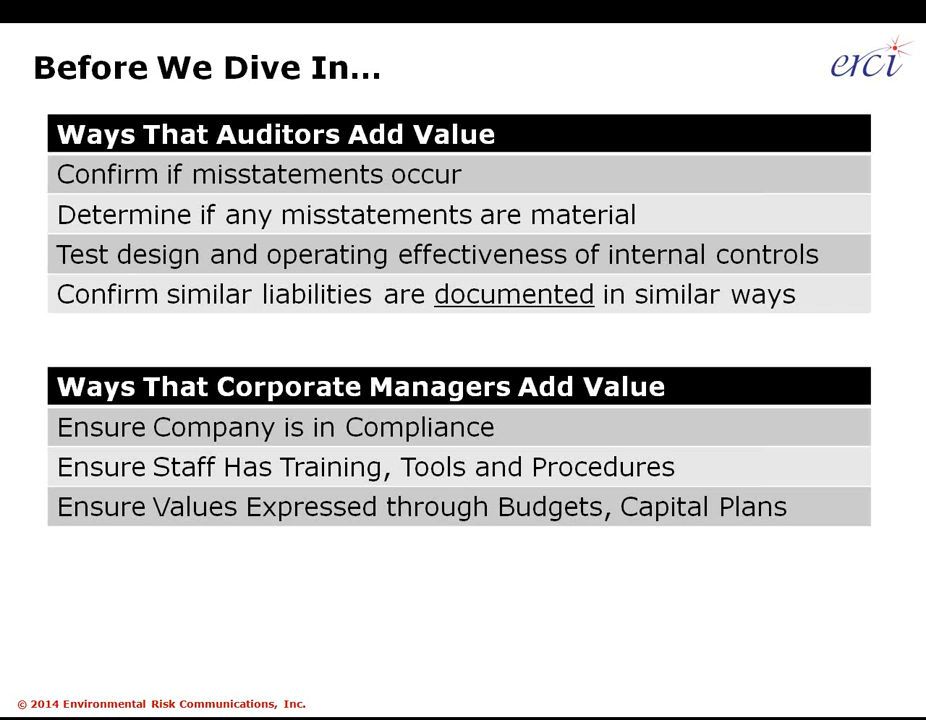 Before We Dive In...
erci
Ways That Auditors Add Value
Confirm if misstatements occur
Determine if any misstatements are material
Test design and operating effectiveness of internal controls
Confirm similar liabilities are documented in similar ways
Ways That Corporate Managers Add Value
Ensure Company is in Compliance
Ensure Staff Has Training, Tools and Procedures
Ensure Values Expressed through Budgets, Capital Plans
© 2014 Environmental Risk Communications, Inc.